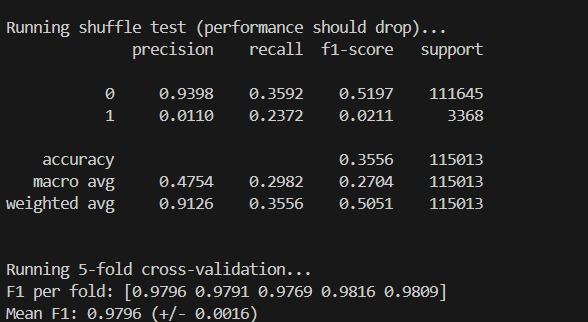 Running shuffle test (performance should drop)...
precision recall f1-score support
0 0.9398 0.3592 0.5197 111645
1 0.0110 0.2372 0.0211 3368
accuracy 0.3556 115013
macro avg 0.4754 0.2982 0.2704 115013
weighted avg 0.9126 0.3556 0.5051 115013
Running 5-fold cross-validation...
F1 per fold: [0.9796 0.9791 0.9769 0.9816 0.9809]
Mean F1: 0.9796 (+/- 0.0016)